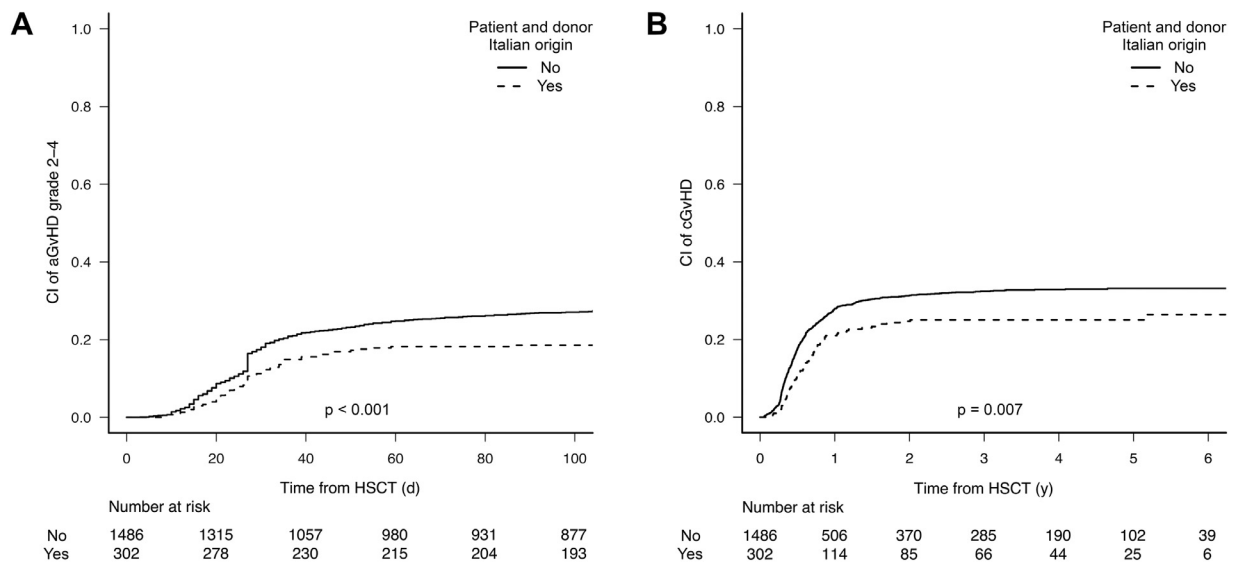 A
CI of aGvHD grade 2–4
1.0
0.8
0.6
0.4
0.2
0.0
Patient and donor
Italian origin
No
Yes
p < 0.001
0 20 40 60 80 100
Time from HSCT (d)
Number at risk
No 1486 1315 1057 980 931 877
Yes 302 278 230 215 204 193
B
CI of cGvHD
1.0
0.8
0.6
0.4
0.2
0.0
Patient and donor
Italian origin
No
Yes
p = 0.007
0 1 2 3 4 5 6
Time from HSCT (y)
Number at risk
No 1486 506 370 285 190 102 39
Yes 302 114 85 66 44 25 6